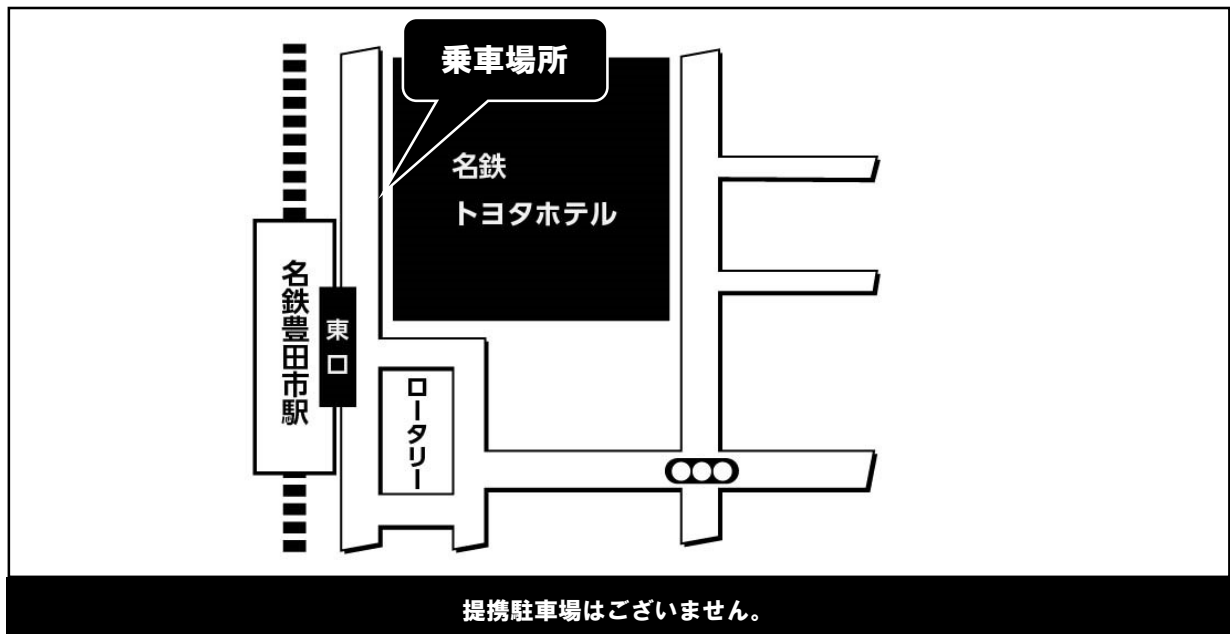 乗車場所
名鉄
トヨタホテル
名鉄豊田市駅
東口
ロータリー
提携駐車場はございません。